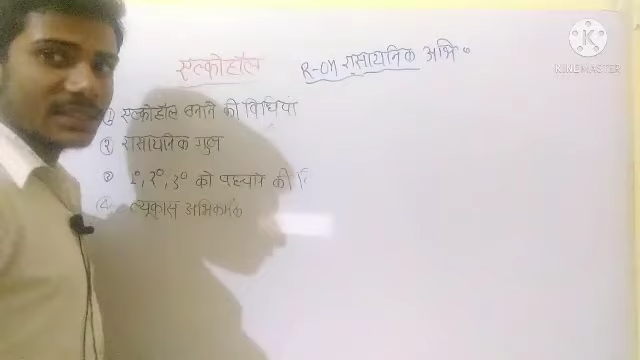 एल्कोहॉल
R-OH रासायनिक अभि०
① एल्कोहॉल बनाने की विधियां
② रासायनिक गुण
③ 1°, 2°, 3° को पहचाने की
④ ल्यूकास अभिकर्मक
KINEMASTER